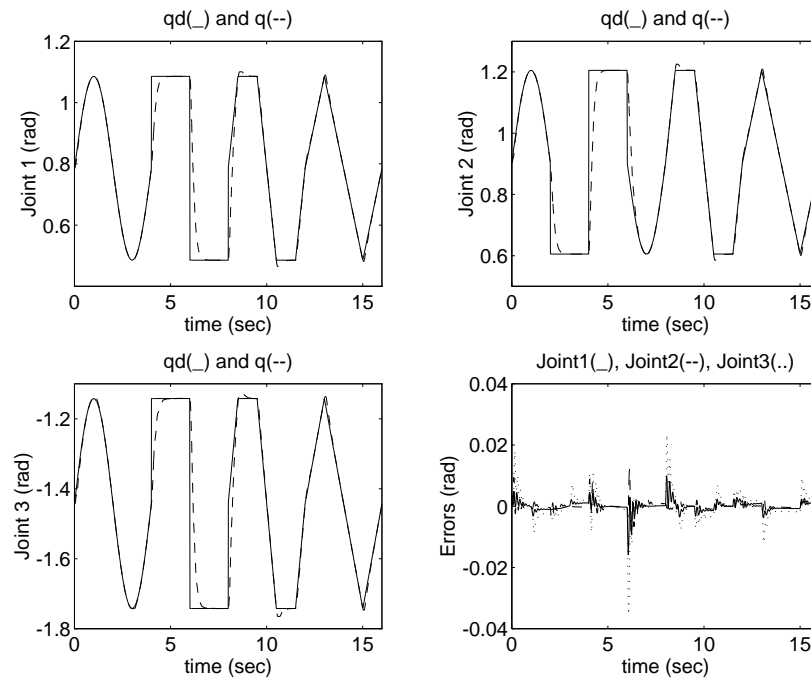 qd(_) and q(--)
1.2
1
0.8
0.6
Joint 1 (rad)
0
5
10
15
time (sec)
qd(_) and q(--)
1.2
1
0.8
0.6
Joint 2 (rad)
0
5
10
15
time (sec)
qd(_) and q(--)
-1.2
-1.4
-1.6
-1.8
Joint 3 (rad)
0
5
10
15
time (sec)
Joint1(_), Joint2(--), Joint3(..)
0.04
0.02
0
-0.02
-0.04
Errors (rad)
0
5
10
15
time (sec)